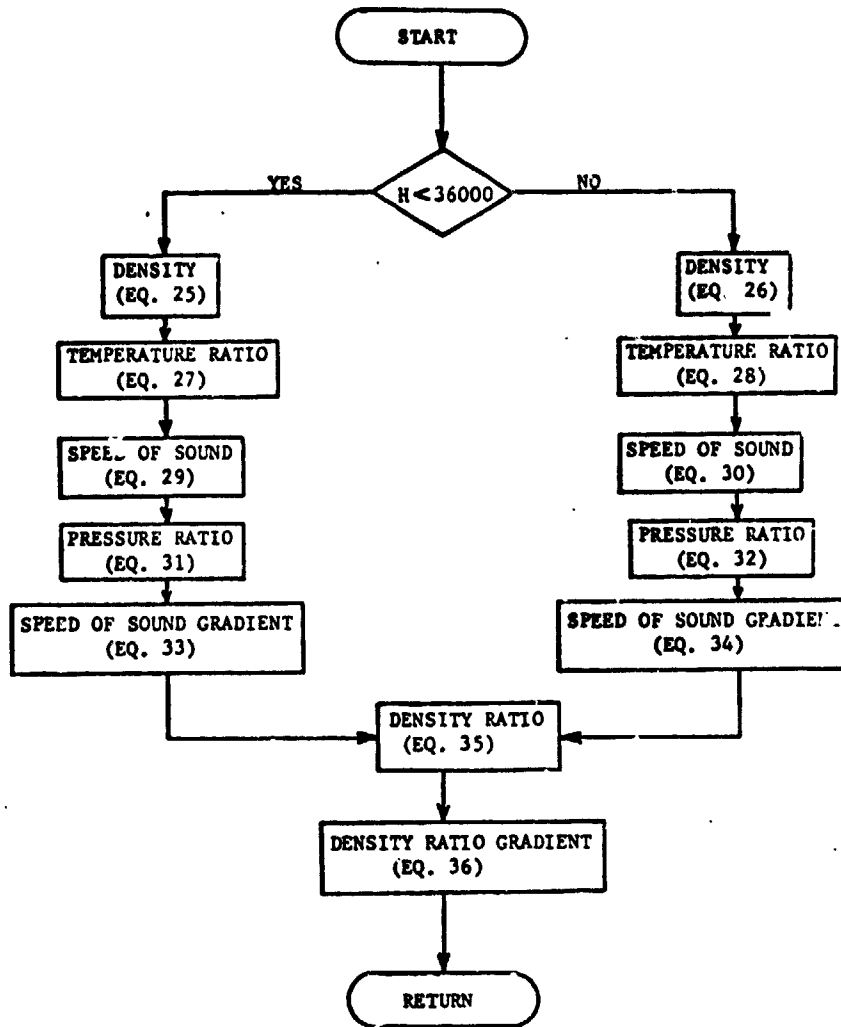 START
H < 36000
YES
NO
DENSITY
(EQ. 25)
TEMPERATURE RATIO
(EQ. 27)
SPEED OF SOUND
(EQ. 29)
PRESSURE RATIO
(EQ. 31)
SPEED OF SOUND GRADIENT
(EQ. 33)
DENSITY
(EQ. 26)
TEMPERATURE RATIO
(EQ. 28)
SPEED OF SOUND
(EQ. 30)
PRESSURE RATIO
(EQ. 32)
SPEED OF SOUND
(EQ. 34)
DENSITY RATIO
(EQ. 35)
DENSITY RATIO GRADIENT
(EQ. 36)
RETURN